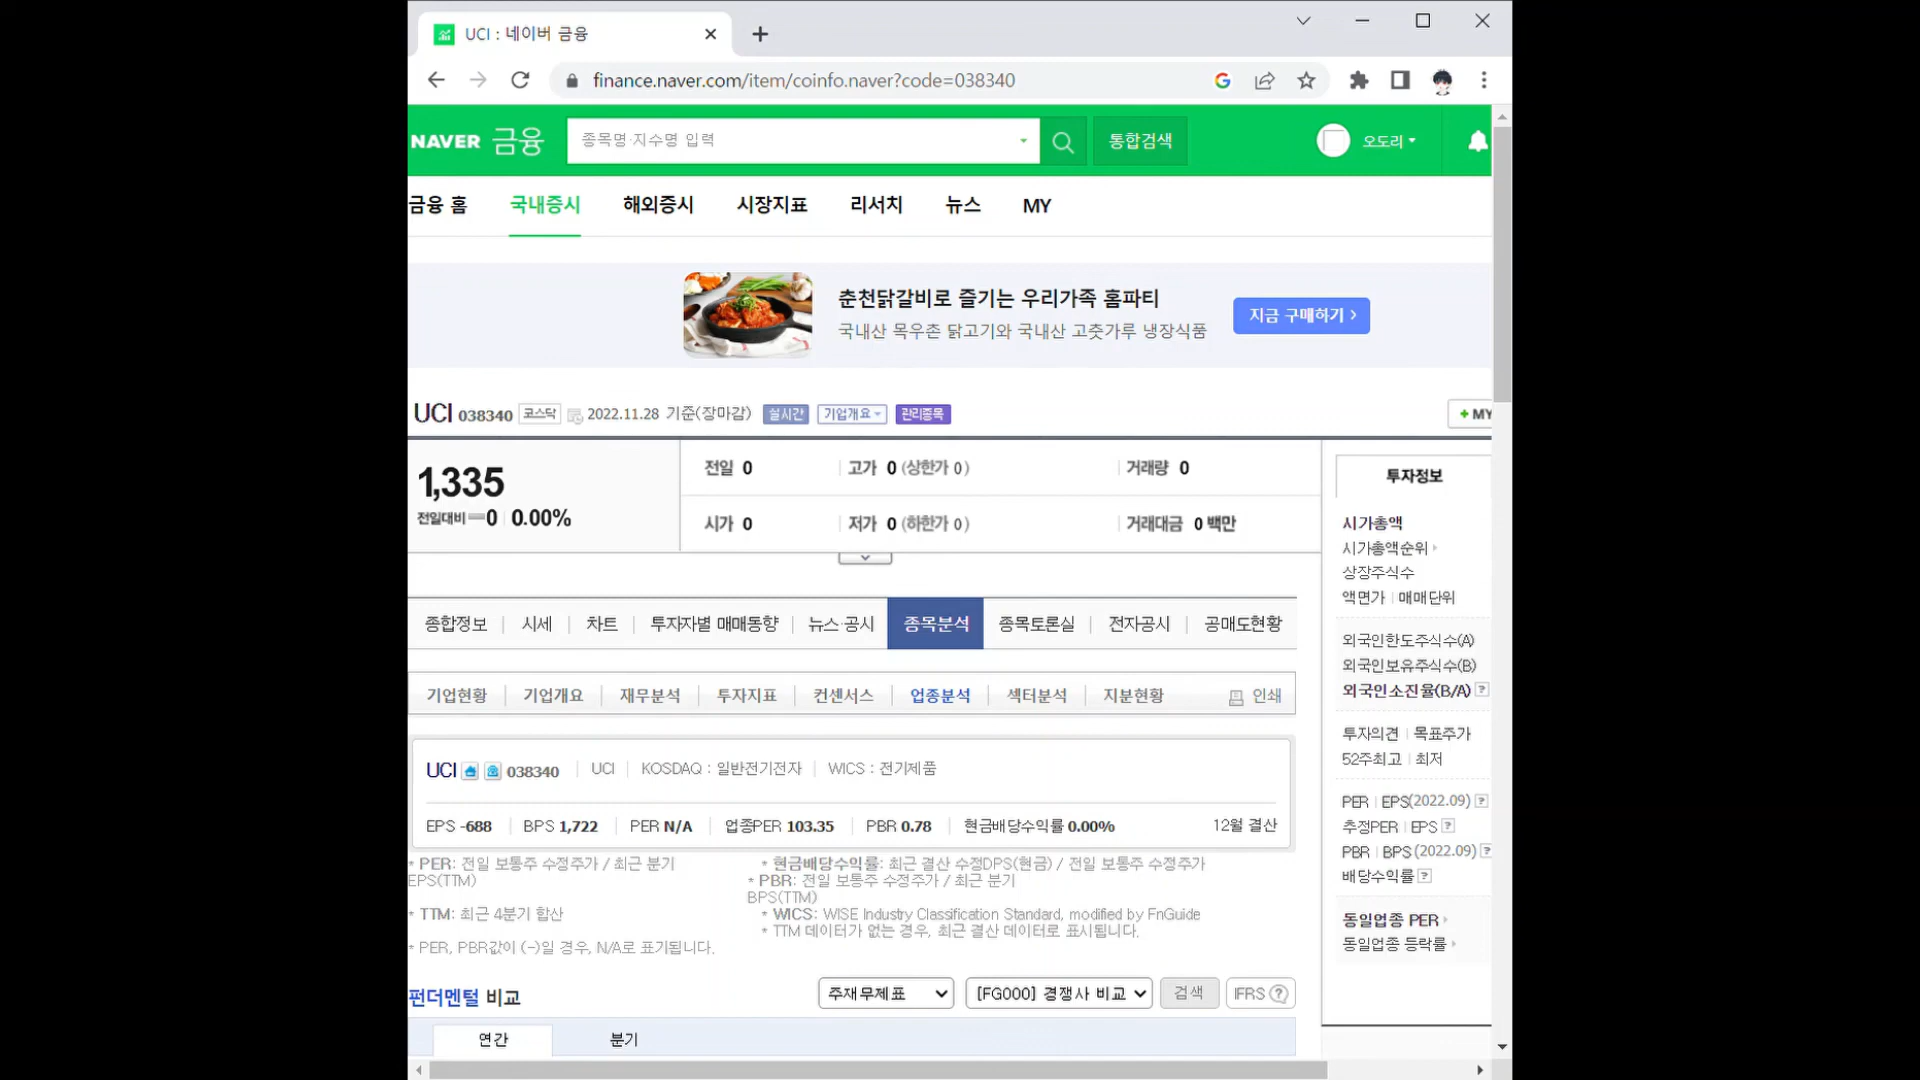 UCI : 네이버 금융
finance.naver.com/item/coinfo.naver?code=038340
NAVER 금융
종목명·지수명 입력
통합검색
오도리
금융 홈 국내증시 해외증시 시장지표 리서치 뉴스 MY
춘천닭갈비로 즐기는 우리가족 홈파티
국내산 목우촌 닭고기와 국내산 고춧가루 냉장식품
지금 구매하기
UCI 038340 코스닥 2022.11.28 기준(장마감) 실시간 기업개요 관리종목
+ MY
1,335
전일대비 0 0.00%
전일 0 고가 0 (상한가 0) 거래량 0
시가 0 저가 0 (하한가 0) 거래대금 0 백만
종합정보 시세 차트 투자자별 매매동향 뉴스·공시 종목분석 종목토론실 전자공시 공매도현황
기업현황 기업개요 재무분석 투자지표 컨센서스 업종분석 섹터분석 지분현황 인쇄
UCI 038340 UCI KOSDAQ : 일반전기전자 WICS : 전기제품
EPS -688 BPS 1,722 PER N/A 업종PER 103.35 PBR 0.78 현금배당수익률 0.00% 12월 결산
* PER: 전일 보통주 수정주가 / 최근 분기
EPS(TTM)
* TTM: 최근 4분기 합산
* PER, PBR값이 (-)일 경우, N/A로 표기됩니다.
* 현금배당수익률: 최근 결산 수정DPS(현금) / 전일 보통주 수정주가
* PBR: 전일 보통주 수정주가 / 최근 분기
BPS(TTM)
* WICS: WISE Industry Classification Standard, modified by FnGuide
* TTM 데이터가 없는 경우, 최근 결산 데이터로 표시됩니다.
펀더멘털 비교
주재무제표 [FG000] 경쟁사 비교 검색 IFRS ?
연간 분기
투자정보
시가총액
시가총액순위
상장주식수
액면가 매매단위
외국인한도주식수(A)
외국인보유주식수(B)
외국인소진율(B/A) ?
투자의견 목표주가
52주최고 최저
PER EPS(2022.09) ?
추정PER EPS ?
PBR BPS (2022.09) ?
배당수익률 ?
동일업종 PER
동일업종 등락률